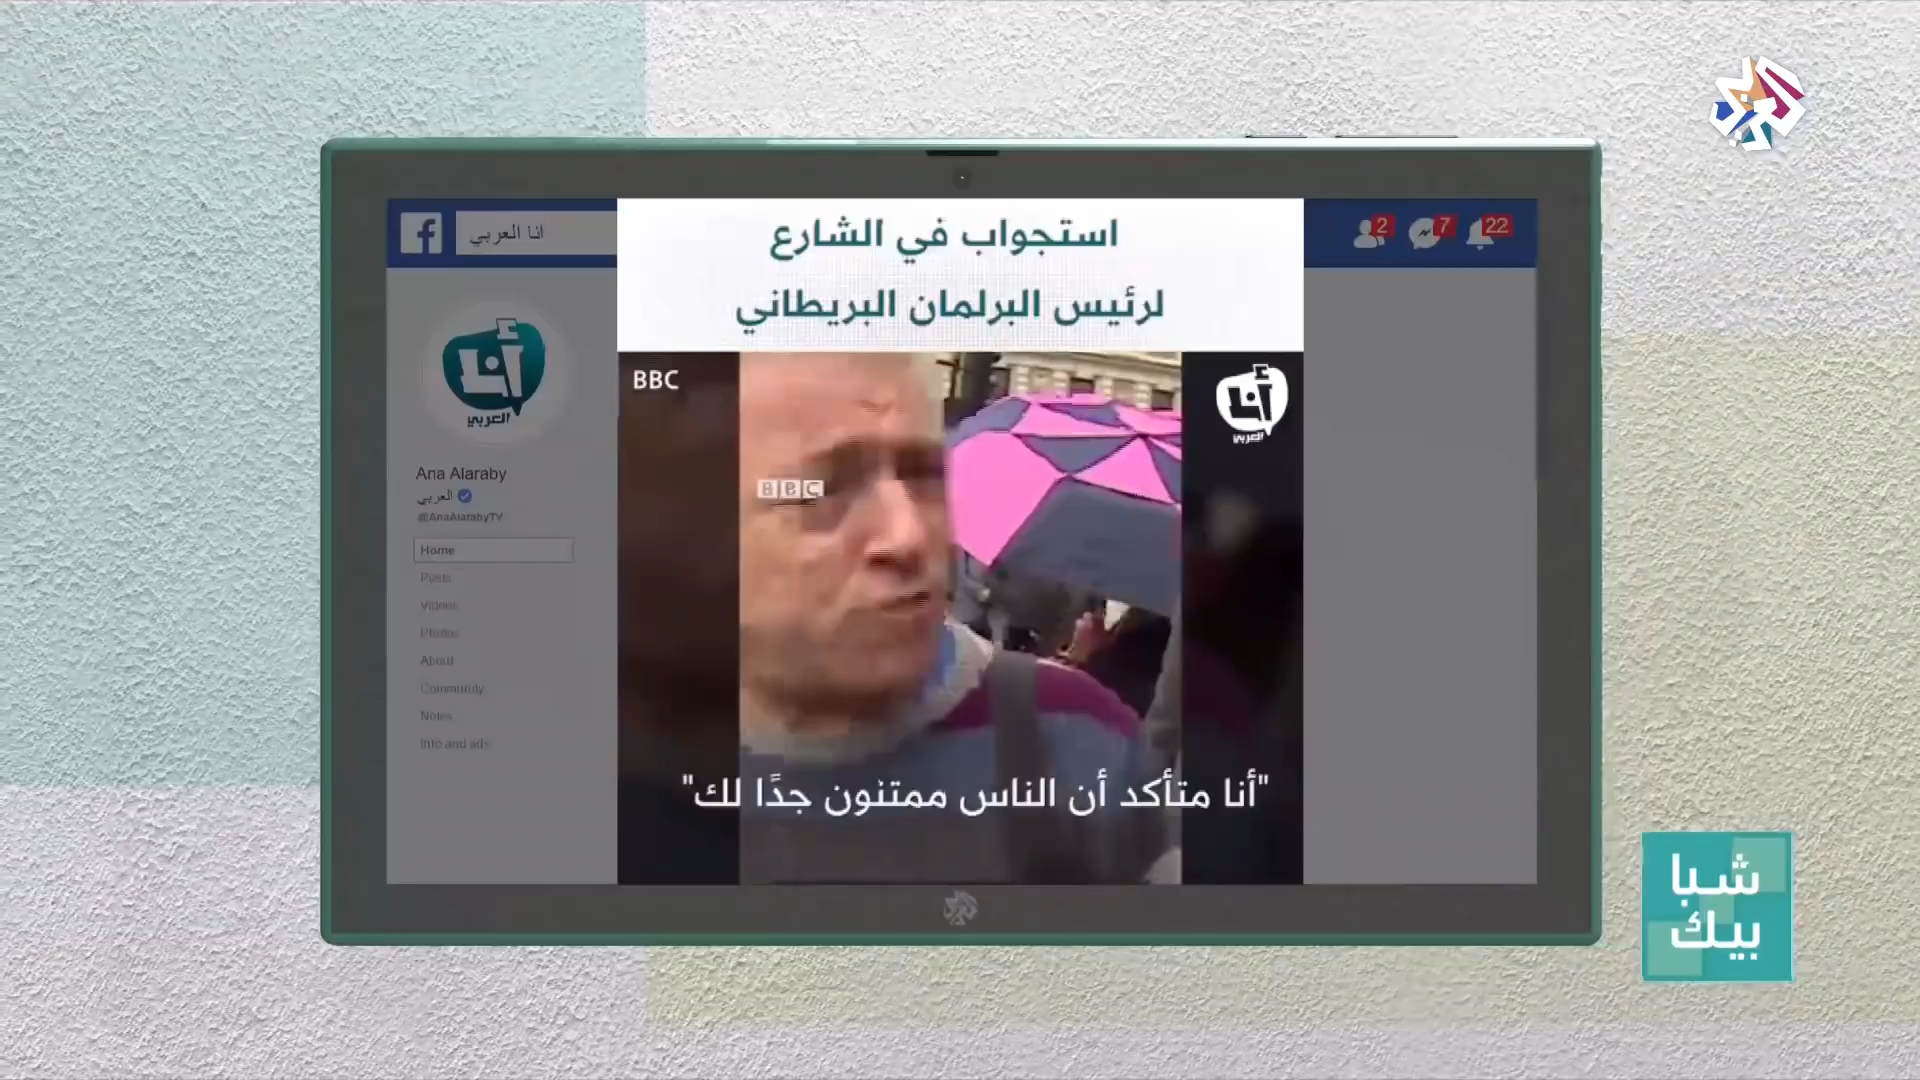 انا العربي
2
7
22
استجواب في الشارع
لرئيس البرلمان البريطاني
أنا
العربي
Ana Alaraby
العربي
@AnaAlarabyTV
Home
Posts
Videos
Photos
About
Community
Notes
Info and ads
BBC
أنا
العربي
BBC
"أنا متأكد أن الناس ممتنون جدًا لك"
شبا
بيك